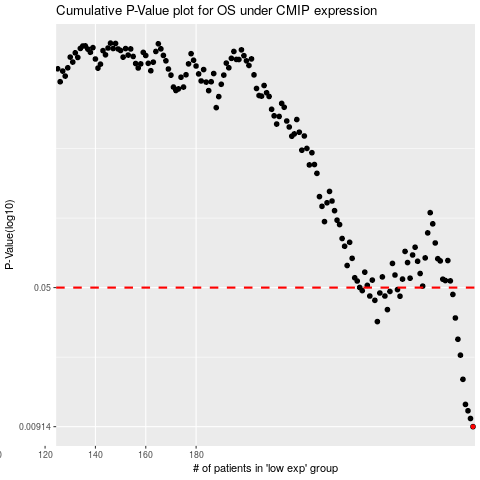 Cumulative P-Value plot for OS under CMIP expression
P-Value(log10)
0.05
0.00914
0 120 140 160 180
# of patients in 'low exp' group